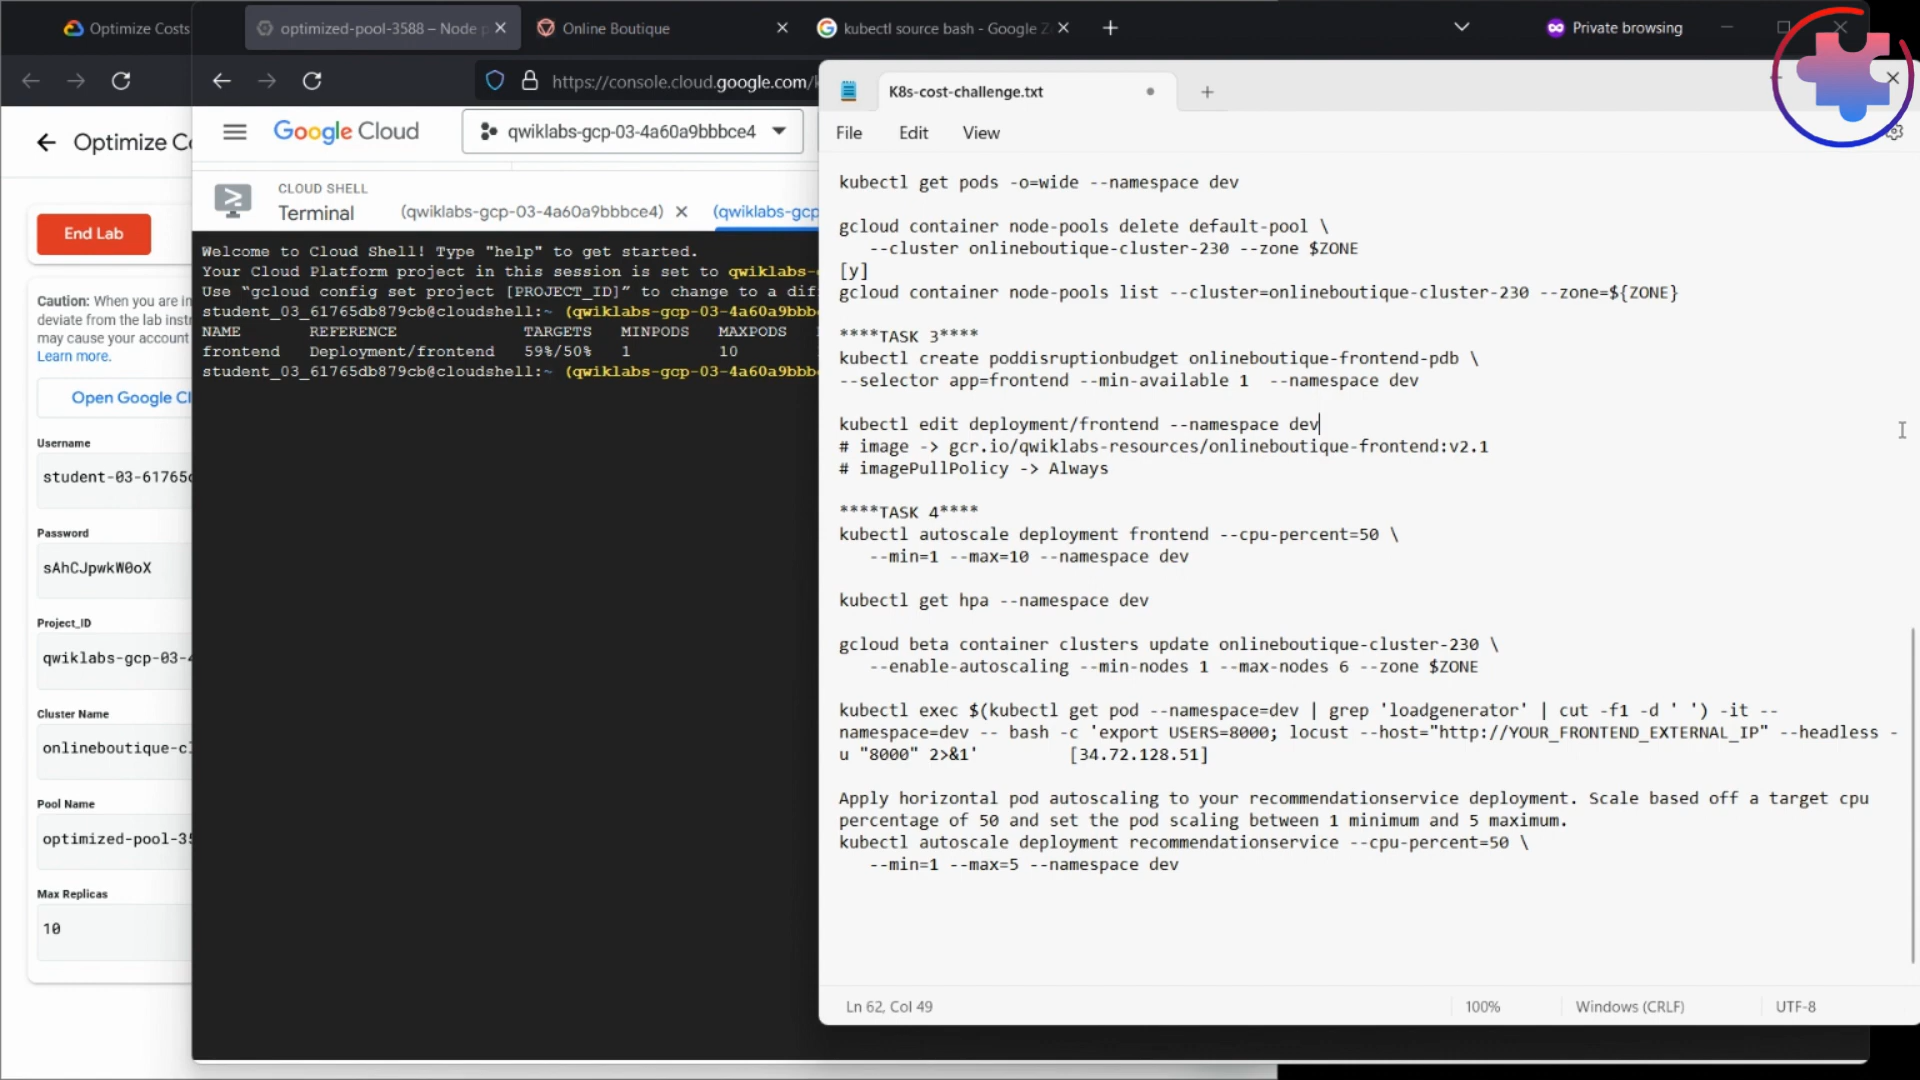 Optimize Costs
optimized-pool-3588 – Node p
Online Boutique
kubectl source bash - Google Z
Private browsing
https://console.cloud.google.com/k
Optimize Co
Google Cloud
qwiklabs-gcp-03-4a60a9bbbce4
CLOUD SHELL
Terminal
(qwiklabs-gcp-03-4a60a9bbbce4)
(qwiklabs-gcp
Welcome to Cloud Shell! Type "help" to get started.
Your Cloud Platform project in this session is set to qwiklabs-
Use “gcloud config set project [PROJECT_ID]” to change to a dif
student_03_61765db879cb@cloudshell:~ (qwiklabs-gcp-03-4a60a9bbb
NAME REFERENCE TARGETS MINPODS MAXPODS
frontend Deployment/frontend 59%/50% 1 10
student_03_61765db879cb@cloudshell:~ (qwiklabs-gcp-03-4a60a9bbb
End Lab
Caution: When you are in
deviate from the lab inst
may cause your account
Learn more.
Open Google Cl
Username
student-03-61765
Password
sAhCJpwkW0oX
Project_ID
qwiklabs-gcp-03-4
Cluster Name
onlineboutique-c
Pool Name
optimized-pool-35
Max Replicas
10
K8s-cost-challenge.txt
File Edit View
kubectl get pods -o=wide --namespace dev
gcloud container node-pools delete default-pool \
--cluster onlineboutique-cluster-230 --zone $ZONE
[y]
gcloud container node-pools list --cluster=onlineboutique-cluster-230 --zone=${ZONE}
****TASK 3****
kubectl create poddisruptionbudget onlineboutique-frontend-pdb \
--selector app=frontend --min-available 1 --namespace dev
kubectl edit deployment/frontend --namespace dev
# image -> gcr.io/qwiklabs-resources/onlineboutique-frontend:v2.1
# imagePullPolicy -> Always
****TASK 4****
kubectl autoscale deployment frontend --cpu-percent=50 \
--min=1 --max=10 --namespace dev
kubectl get hpa --namespace dev
gcloud beta container clusters update onlineboutique-cluster-230 \
--enable-autoscaling --min-nodes 1 --max-nodes 6 --zone $ZONE
kubectl exec $(kubectl get pod --namespace=dev | grep 'loadgenerator' | cut -f1 -d ' ') -it --
namespace=dev -- bash -c 'export USERS=8000; locust --host="http://YOUR_FRONTEND_EXTERNAL_IP" --headless -
u "8000" 2>&1' [34.72.128.51]
Apply horizontal pod autoscaling to your recommendationservice deployment. Scale based off a target cpu
percentage of 50 and set the pod scaling between 1 minimum and 5 maximum.
kubectl autoscale deployment recommendationservice --cpu-percent=50 \
--min=1 --max=5 --namespace dev
Ln 62, Col 49
100%
Windows (CRLF)
UTF-8